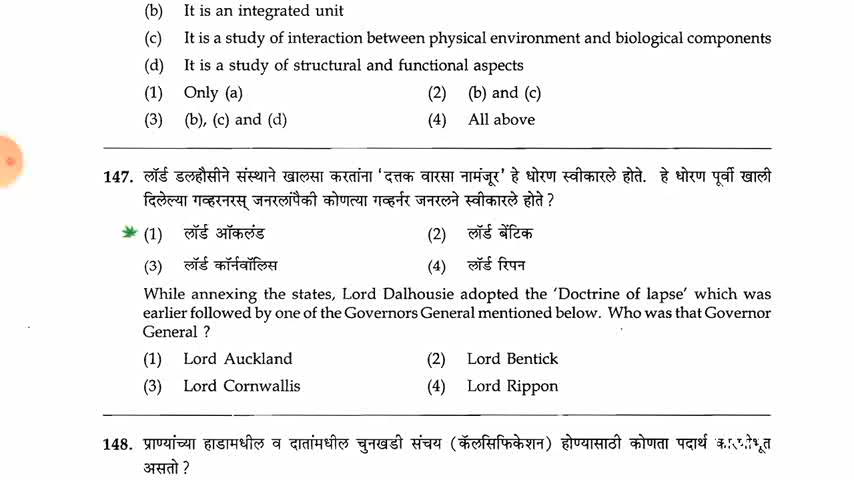 (b) It is an integrated unit
(c) It is a study of interaction between physical environment and biological components
(d) It is a study of structural and functional aspects
(1) Only (a) (2) (b) and (c)
(3) (b), (c) and (d) (4) All above
147. लॉर्ड डलहौसीने संस्थाने खालसा करतांना 'दत्तक वारसा नामंजूर' हे धोरण स्वीकारले होते. हे धोरण पूर्वी खाली
दिलेल्या गव्हरनरस् जनरलांपैकी कोणत्या गव्हर्नर जनरलने स्वीकारले होते ?
(1) लॉर्ड ऑकलंड (2) लॉर्ड बेंटिक
(3) लॉर्ड कॉर्नवॉलिस (4) लॉर्ड रिपन
While annexing the states, Lord Dalhousie adopted the 'Doctrine of lapse' which was
earlier followed by one of the Governors General mentioned below. Who was that Governor
General ?
(1) Lord Auckland (2) Lord Bentick
(3) Lord Cornwallis (4) Lord Rippon
148. प्राण्यांच्या हाडामधील व दातांमधील चुनखडी संचय (कॅलसिफिकेशन) होण्यासाठी कोणता पदार्थ
असतो ?